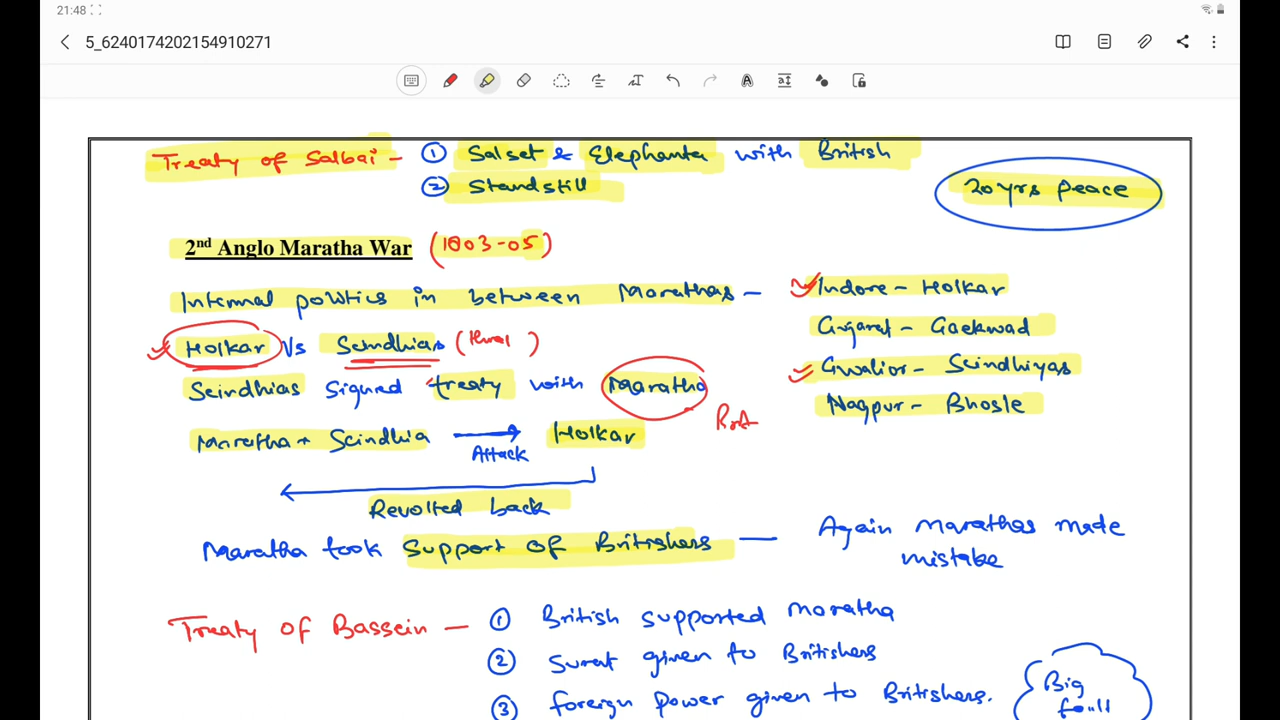 21:48
5_6240174202154910271
Treaty of Salbai - ① Salset & Elephanta with British
② Standstill
20 yrs peace
2nd Anglo Maratha War (1803-05)
Internal politics in between Marathas -
Holkar Vs Scindhias
Scindhias signed treaty with Maratha
Maratha + Scindhia Attack Holkar
Revolted back
Indore - Holkar
Gujarat - Gaekwad
Gwalior - Scindhiyas
Nagpur - Bhosle
Maratha took support of Britishers — Again Marathas made
mistake
Treaty of Bassein — ① British supported Maratha
② Surat given to Britishers
③ foreign power given to Britishers.
Big
fault